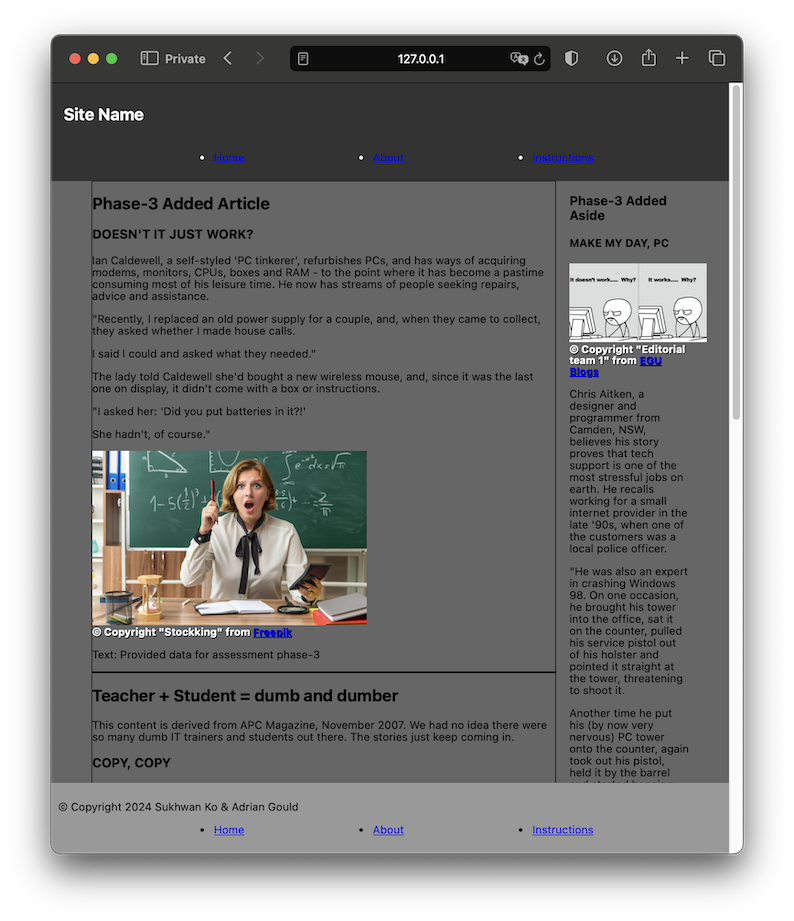 Private
127.0.0.1
Site Name
Home
About
Instructions
Phase-3 Added Article
DOESN'T IT JUST WORK?
Ian Caldewell, a self-styled 'PC tinkerer', refurbishes PCs, and has ways of acquiring
modems, monitors, CPUs, boxes and RAM - to the point where it has become a pastime
consuming most of his leisure time. He now has streams of people seeking repairs,
advice and assistance.
"Recently, I replaced an old power supply for a couple, and, when they came to collect,
they asked whether I made house calls.
I said I could and asked what they needed."
The lady told Caldewell she'd bought a new wireless mouse, and, since it was the last
one on display, it didn't come with a box or instructions.
"I asked her: 'Did you put batteries in it?!'
She hadn't, of course."
© Copyright "Stockking" from Freepik
Text: Provided data for assessment phase-3
Teacher + Student = dumb and dumber
This content is derived from APC Magazine, November 2007. We had no idea there were
so many dumb IT trainers and students out there. The stories just keep coming in.
COPY, COPY
Phase-3 Added
Aside
MAKE MY DAY, PC
It doesn't work..... Why?
It works..... Why?
© Copyright "Editorial
team 1" from EGU
Blogs
Chris Aitken, a
designer and
programmer from
Camden, NSW,
believes his story
proves that tech
support is one of the
most stressful jobs on
earth. He recalls
working for a small
internet provider in the
late '90s, when one of
the customers was a
local police officer.
"He was also an expert
in crashing Windows
98. On one occasion,
he brought his tower
into the office, sat it
on the counter, pulled
his service pistol out
of his holster and
pointed it straight at
the tower, threatening
to shoot it.
Another time he put
his (by now very
nervous) PC tower
onto the counter, again
took out his pistol,
held it by the barrel
© Copyright 2024 Sukhwan Ko & Adrian Gould
Home
About
Instructions